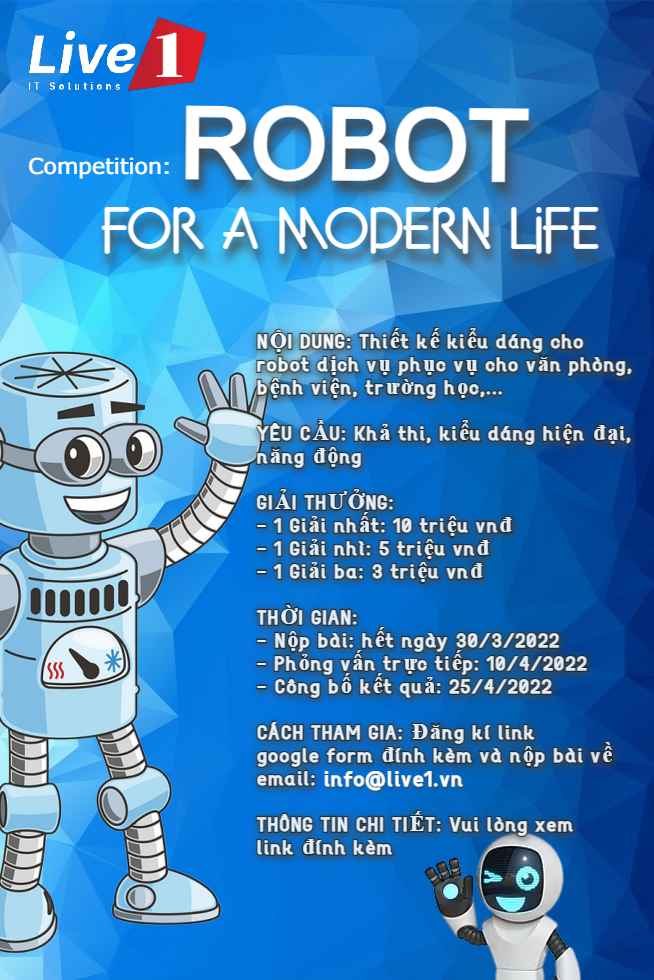 Live 1
IT Solutions
Competition: ROBOT
FOR A MODERN LiFE
NỘI DUNG: Thiết kế kiểu dáng cho
robot dịch vụ phục vụ cho văn phòng,
bệnh viện, trường học,...
YÊU CẦU: Khả thi, kiểu dáng hiện đại,
năng động
GIẢI THƯỞNG:
- 1 Giải nhất: 10 triệu vnđ
- 1 Giải nhì: 5 triệu vnđ
- 1 Giải ba: 3 triệu vnđ
THỜI GIAN:
- Nộp bài: hết ngày 30/3/2022
- Phỏng vấn trực tiếp: 10/4/2022
- Công bố kết quả: 25/4/2022
CÁCH THAM GIA: Đăng kí link
google form đính kèm và nộp bài về
email: info@live1.vn
THÔNG TIN CHI TIẾT: Vui lòng xem
link đính kèm